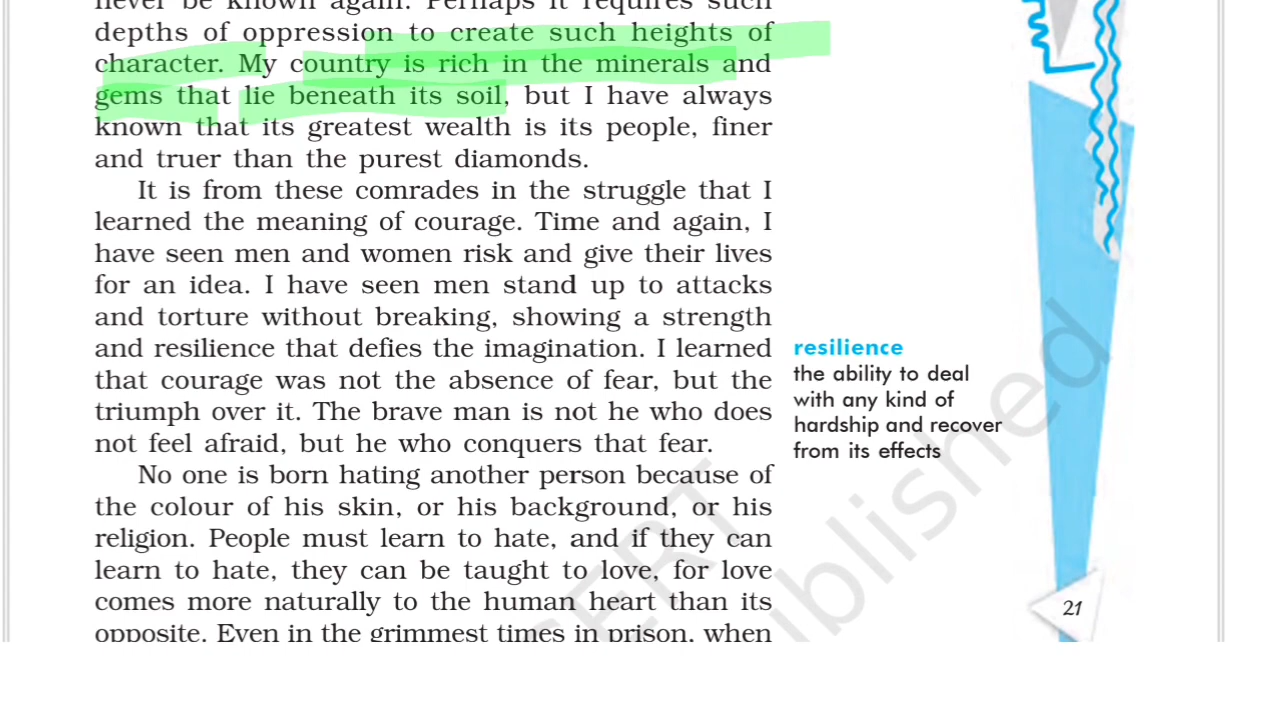 never be known again. Perhaps it requires such
depths of oppression to create such heights of
character. My country is rich in the minerals and
gems that lie beneath its soil, but I have always
known that its greatest wealth is its people, finer
and truer than the purest diamonds.
It is from these comrades in the struggle that I
learned the meaning of courage. Time and again, I
have seen men and women risk and give their lives
for an idea. I have seen men stand up to attacks
and torture without breaking, showing a strength
and resilience that defies the imagination. I learned
that courage was not the absence of fear, but the
triumph over it. The brave man is not he who does
not feel afraid, but he who conquers that fear.
No one is born hating another person because of
the colour of his skin, or his background, or his
religion. People must learn to hate, and if they can
learn to hate, they can be taught to love, for love
comes more naturally to the human heart than its
opposite. Even in the grimmest times in prison, when
resilience
the ability to deal
with any kind of
hardship and recover
from its effects
21